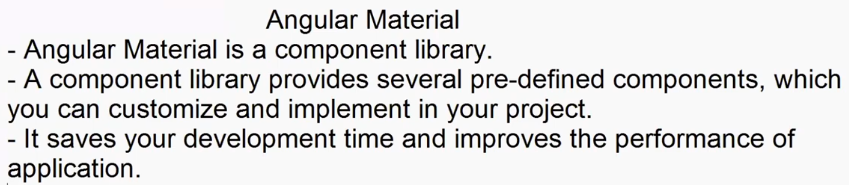 Angular Material
- Angular Material is a component library.
- A component library provides several pre-defined components, which
you can customize and implement in your project.
- It saves your development time and improves the performance of
application.